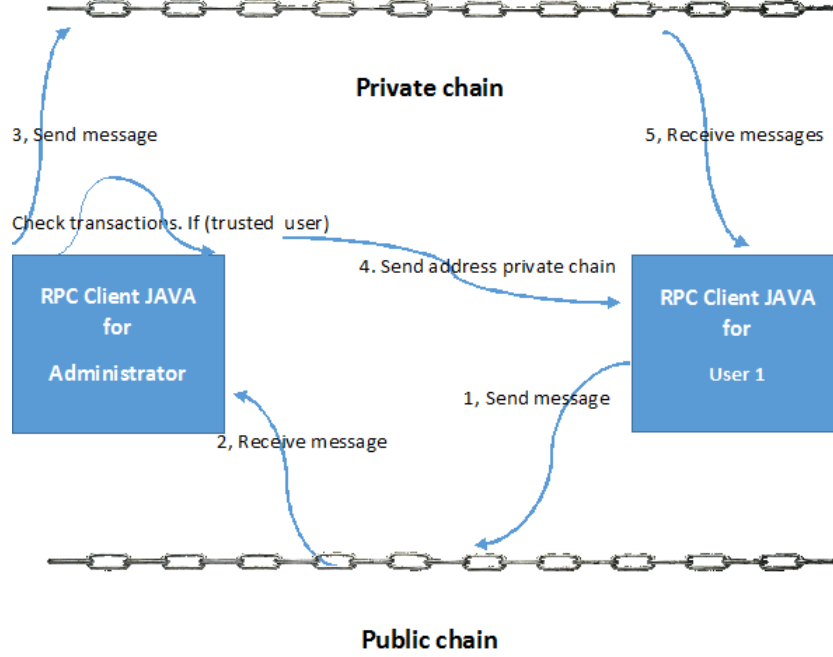 Private chain
3, Send message
5, Receive messages
Check transactions. If (trusted user)
4. Send address private chain
RPC Client JAVA
for
Administrator
RPC Client JAVA
for
User 1
1, Send message
2, Receive message
Public chain